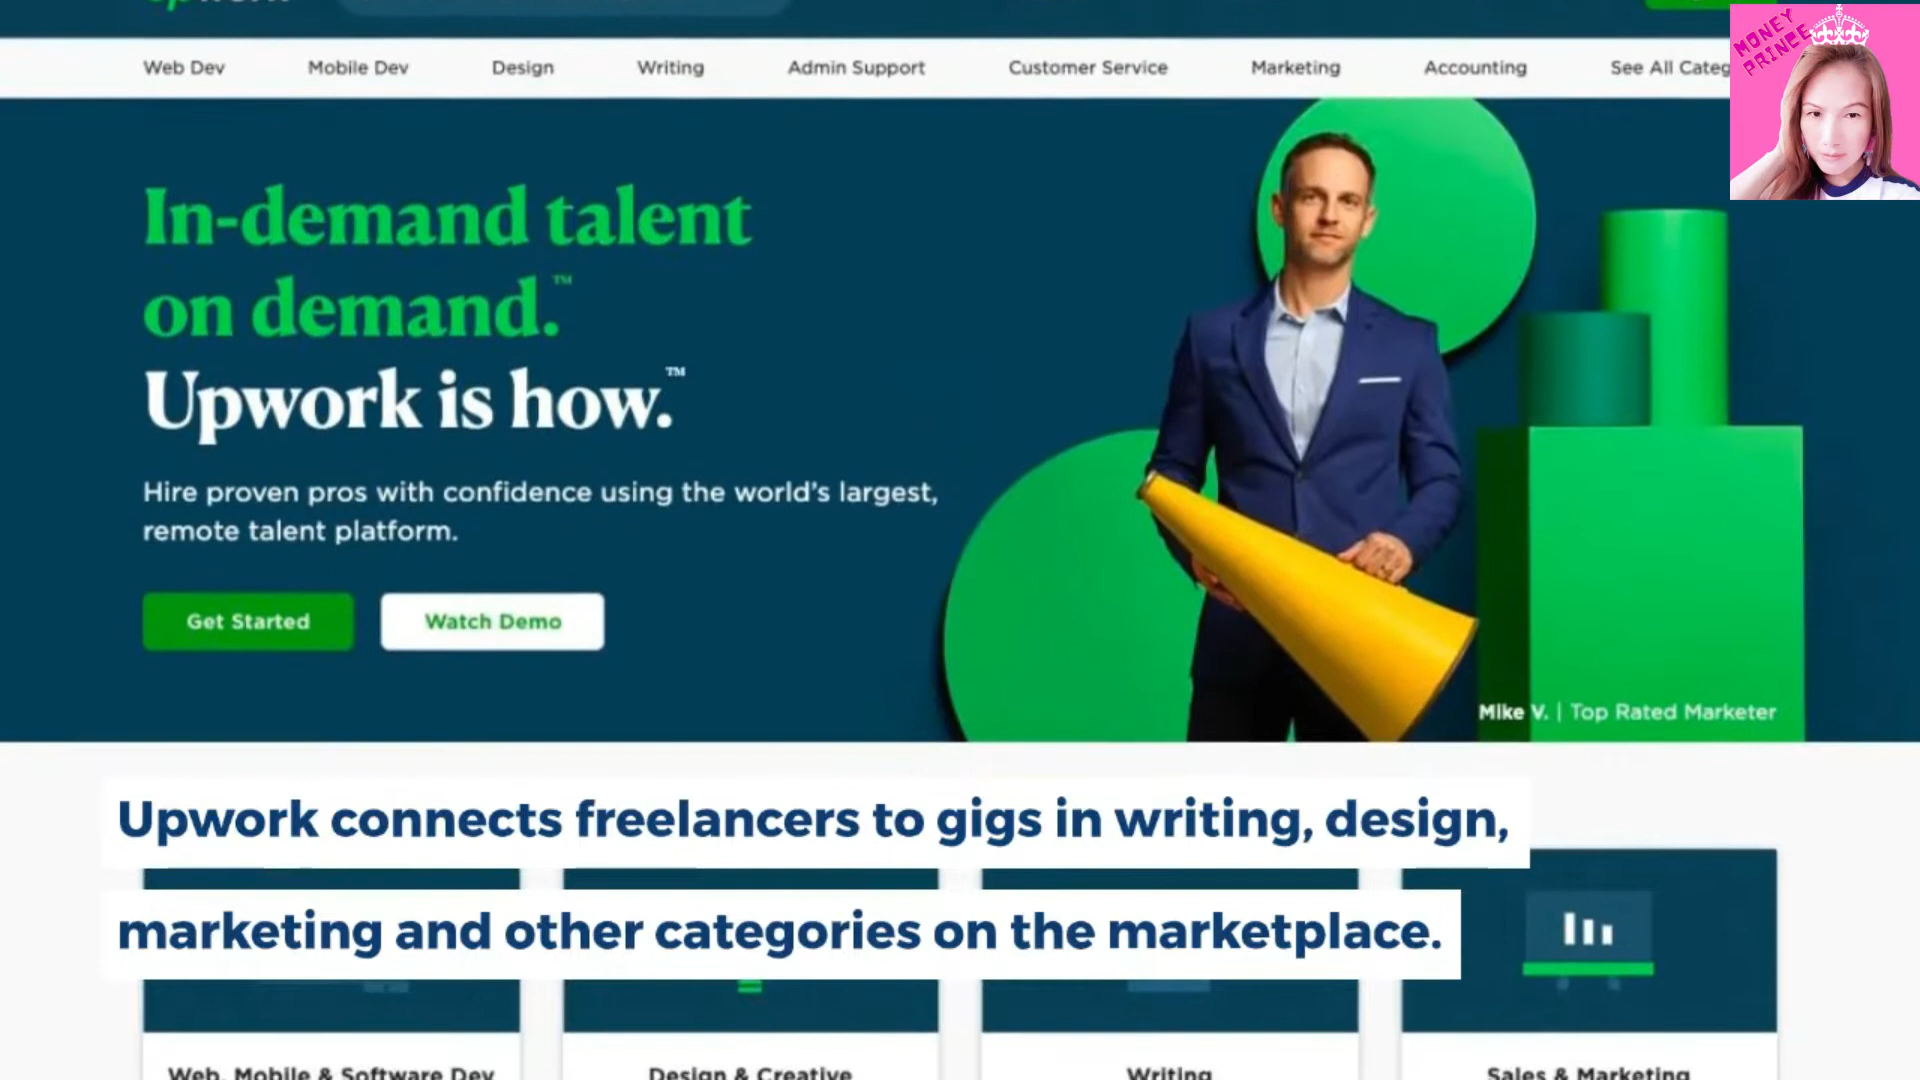 Web Dev
Mobile Dev
Design
Writing
Admin Support
Customer Service
Marketing
Accounting
See All Categ
MONEY
PRINCE
In-demand talent
on demand.™
Upwork is how.™
Hire proven pros with confidence using the world's largest,
remote talent platform.
Get Started
Watch Demo
Mike V. | Top Rated Marketer
Upwork connects freelancers to gigs in writing, design,
marketing and other categories on the marketplace.
Web, Mobile & Software Dev
Design & Creative
Writing
Sales & Marketing